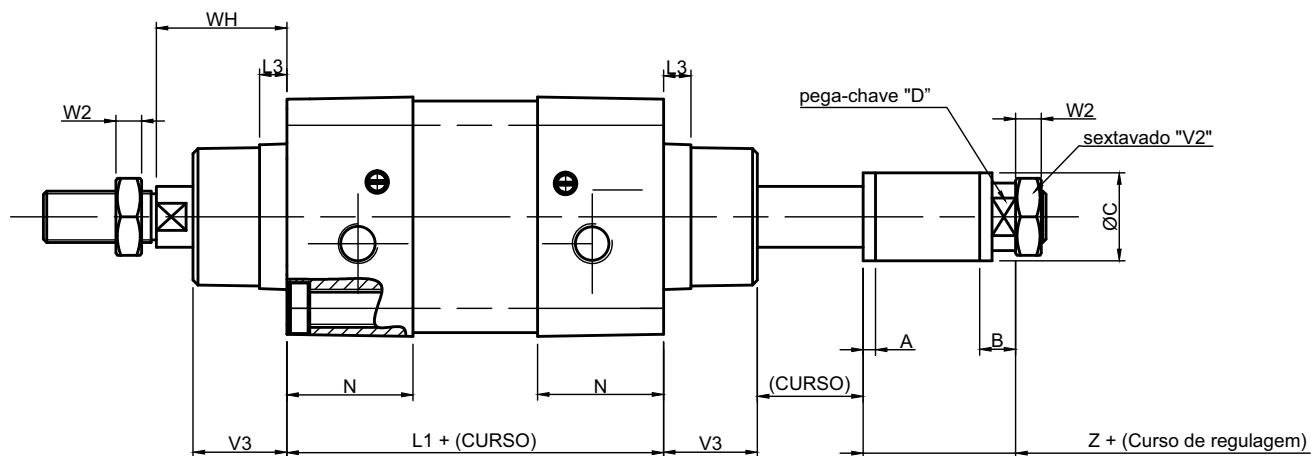 WH
L3
L3
W2
pega-chave "D"
W2
sextavado "V2"
ØC
A
B
N
N
(CURSO)
V3
L1 + (CURSO)
V3
Z + (Curso de regulagem)